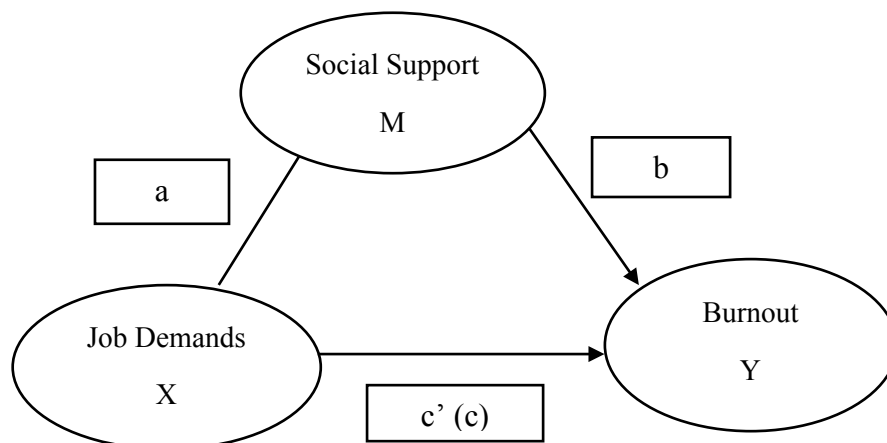 Social Support
M
a
b
Job Demands
X
Burnout
Y
c’ (c)